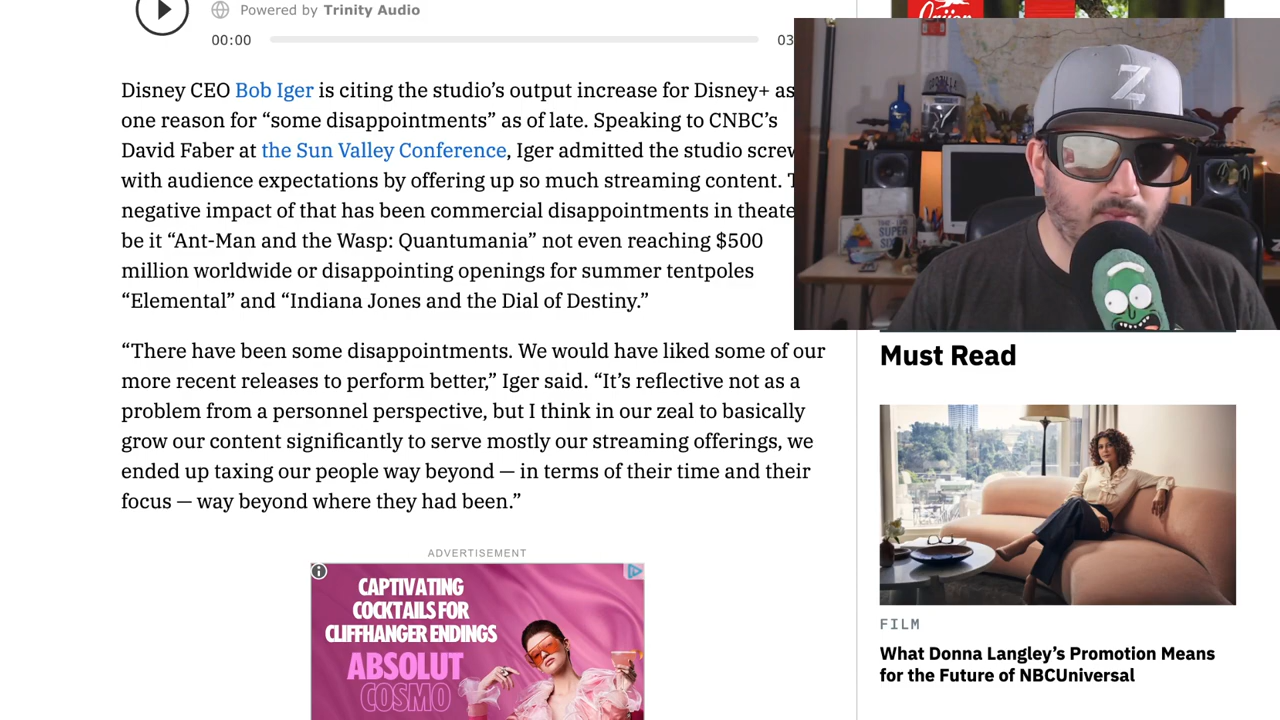 Powered by Trinity Audio
00:00
03
Disney CEO Bob Iger is citing the studio’s output increase for Disney+ as
one reason for “some disappointments” as of late. Speaking to CNBC’s
David Faber at the Sun Valley Conference, Iger admitted the studio screw
with audience expectations by offering up so much streaming content. T
negative impact of that has been commercial disappointments in theate
be it “Ant-Man and the Wasp: Quantumania” not even reaching $500
million worldwide or disappointing openings for summer tentpoles
“Elemental” and “Indiana Jones and the Dial of Destiny.”
“There have been some disappointments. We would have liked some of our
more recent releases to perform better,” Iger said. “It’s reflective not as a
problem from a personnel perspective, but I think in our zeal to basically
grow our content significantly to serve mostly our streaming offerings, we
ended up taxing our people way beyond — in terms of their time and their
focus — way beyond where they had been.”
ADVERTISEMENT
CAPTIVATING
COCKTAILS FOR
CLIFFHANGER ENDINGS
ABSOLUT
COSMO
Z
SUPER
Must Read
FILM
What Donna Langley’s Promotion Means
for the Future of NBCUniversal